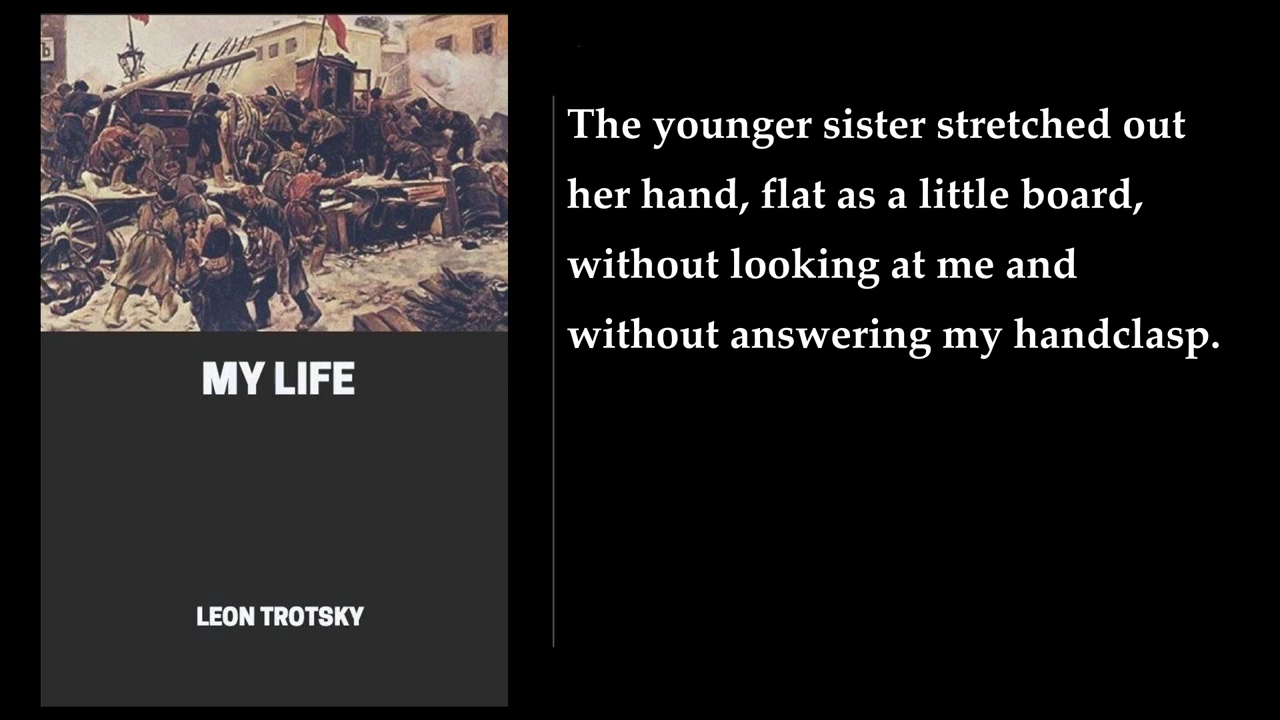 MY LIFE
LEON TROTSKY
The younger sister stretched out
her hand, flat as a little board,
without looking at me and
without answering my handclasp.